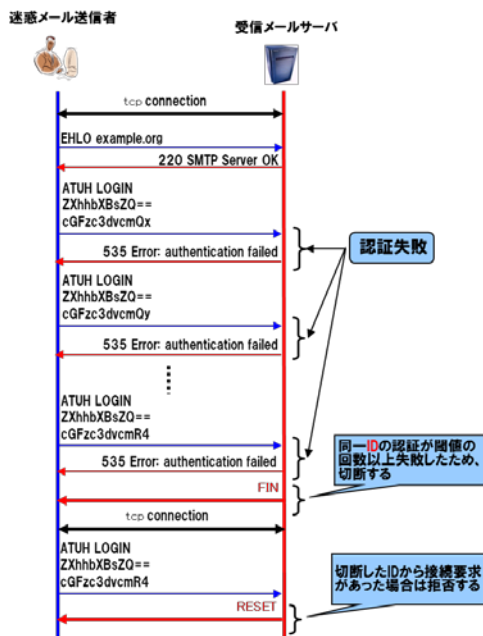 迷惑メール送信者
受信メールサーバ
tcp connection
EHLO example.org
220 SMTP Server OK
ATUH LOGIN
ZXhhbXBsZQ==
cGFzc3dvcmQx
535 Error: authentication failed
認証失敗
ATUH LOGIN
ZXhhbXBsZQ==
cGFzc3dvcmQy
535 Error: authentication failed
ATUH LOGIN
ZXhhbXBsZQ==
cGFzc3dvcmR4
535 Error: authentication failed
同一IDの認証が閾値の
回数以上失敗したため、
切断する
FIN
tcp connection
ATUH LOGIN
ZXhhbXBsZQ==
cGFzc3dvcmR4
切断したIDから接続要求
があった場合は拒否する
RESET